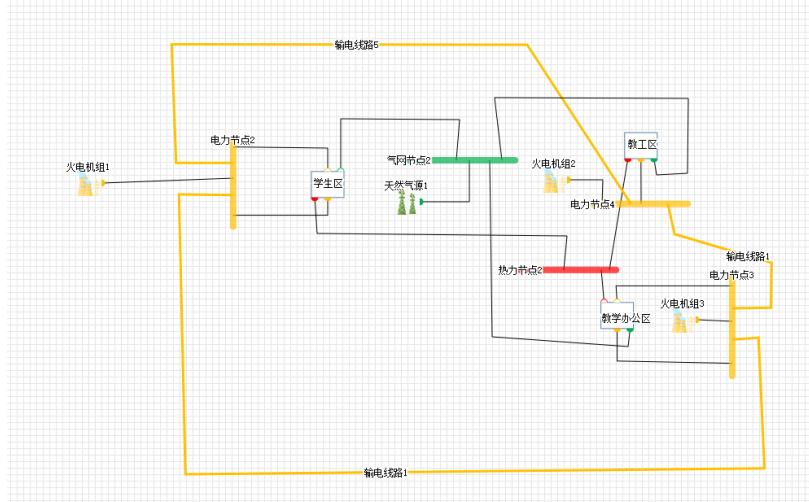 输电线路5
电力节点2
教工区
气网节点2
火电机组2
火电机组1
学生区
天然气源1
电力节点4
输电线路1
热力节点2
电力节点3
火电机组3
教学办公区
输电线路1